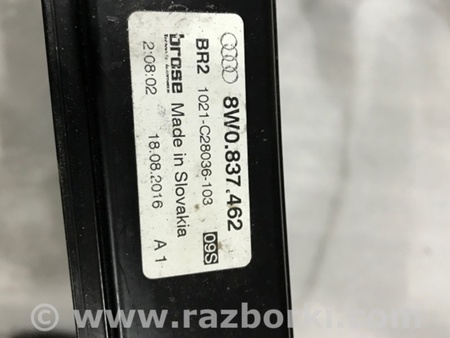 8W0.837.462
BR2 1021-C28036-103 09S
brose Made in Slovakia
2:08:02 18.08.2016 A 1
© www.razborki.com